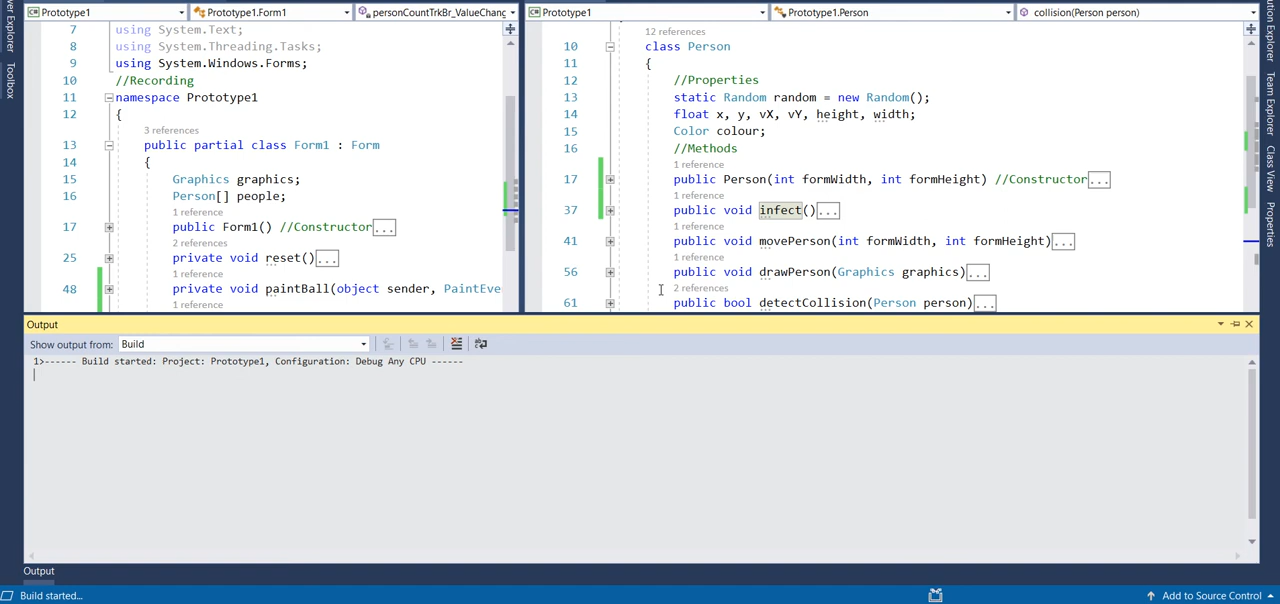 Prototype1 Prototype1.Form1 personCountTrkBr_ValueChang
7 using System.Text;
8 using System.Threading.Tasks;
9 using System.Windows.Forms;
10 //Recording
11 namespace Prototype1
12 {
3 references
13 public partial class Form1 : Form
14 {
15 Graphics graphics;
16 Person[] people;
1 reference
17 public Form1() //Constructor...
2 references
25 private void reset()...
1 reference
48 private void paintBall(object sender, PaintEve
1 reference
Prototype1 Prototype1.Person collision(Person person)
12 references
10 class Person
11 {
12 //Properties
13 static Random random = new Random();
14 float x, y, vX, vY, height, width;
15 Color colour;
16 //Methods
1 reference
17 public Person(int formWidth, int formHeight) //Constructor...
1 reference
37 public void infect()...
1 reference
41 public void movePerson(int formWidth, int formHeight)...
1 reference
56 public void drawPerson(Graphics graphics)...
2 references
61 public bool detectCollision(Person person)...
ver Explorer
Toolbox
ution Explorer
Team Explorer
Class View
Properties
Output
Show output from: Build
1>------ Build started: Project: Prototype1, Configuration: Debug Any CPU ------
Output
Build started...
Add to Source Control